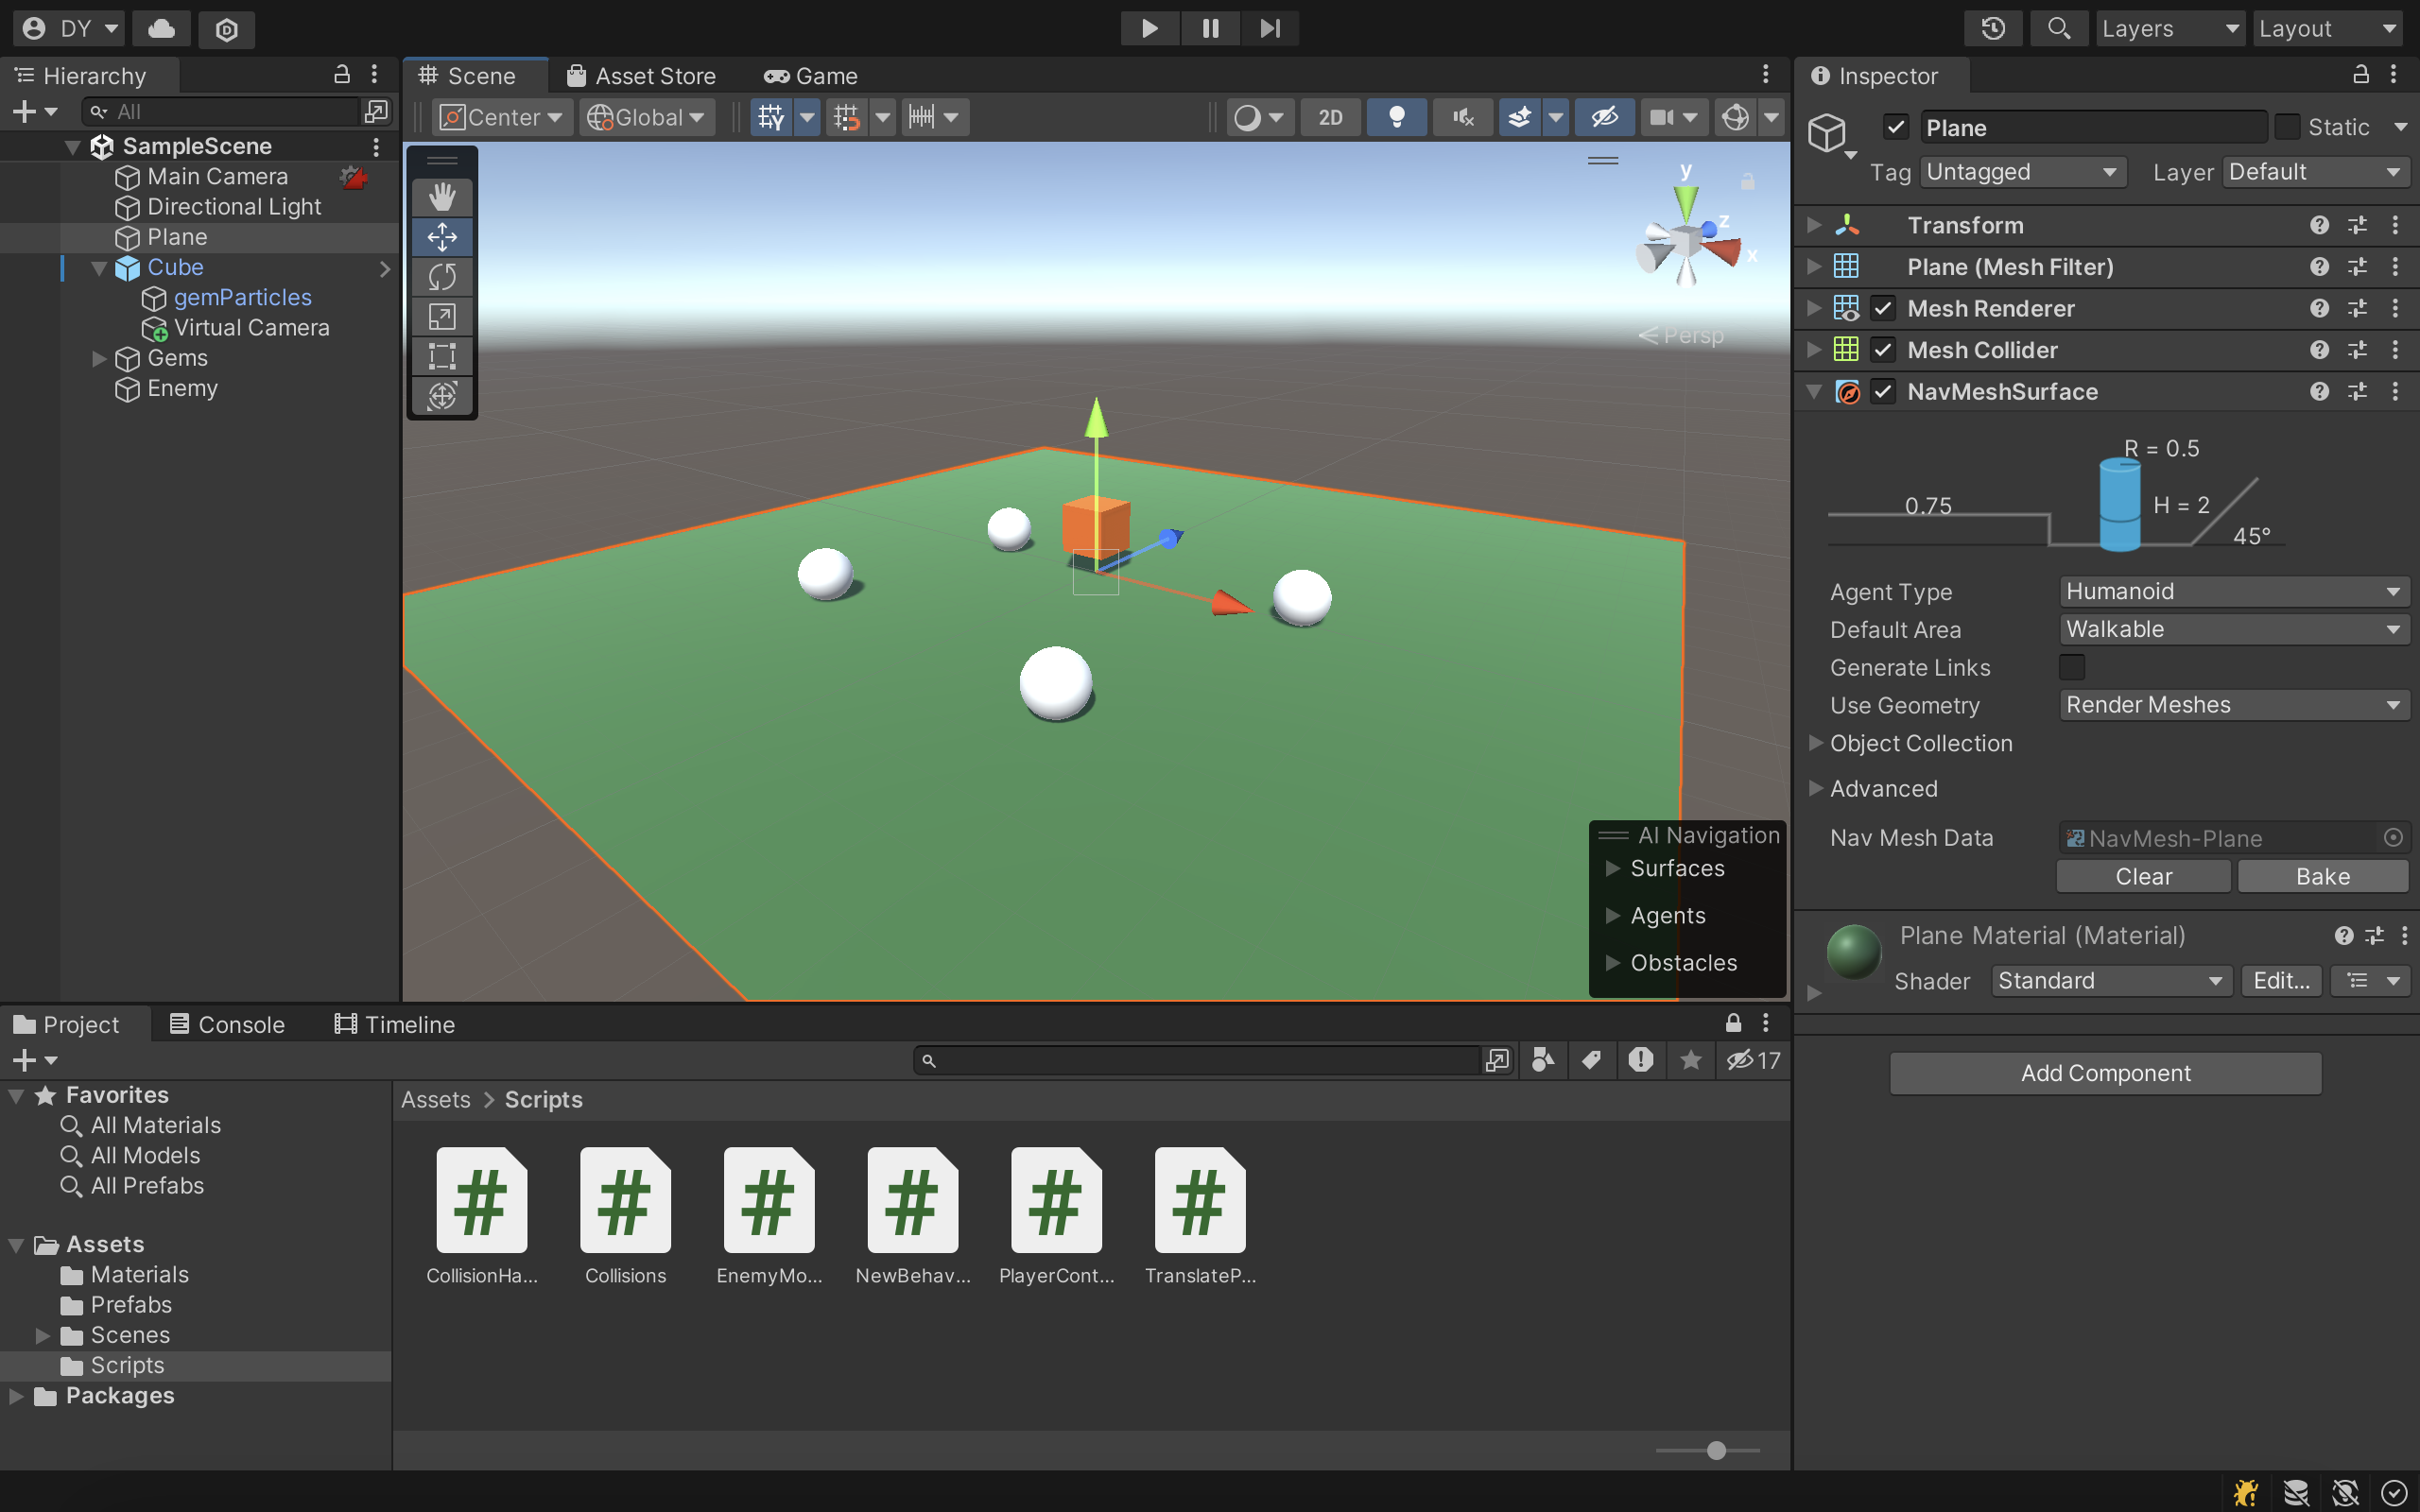 DY
Layers
Layout
Hierarchy
All
SampleScene
Main Camera
Directional Light
Plane
Cube
gemParticles
Virtual Camera
Gems
Enemy
Scene
Asset Store
Game
Center
Global
2D
y
z
x
Persp
AI Navigation
Surfaces
Agents
Obstacles
Inspector
Plane
Static
Tag
Untagged
Layer
Default
Transform
Plane (Mesh Filter)
Mesh Renderer
Mesh Collider
NavMeshSurface
R = 0.5
0.75
H = 2
45°
Agent Type
Humanoid
Default Area
Walkable
Generate Links
Use Geometry
Render Meshes
Object Collection
Advanced
Nav Mesh Data
NavMesh-Plane
Clear
Bake
Plane Material (Material)
Shader
Standard
Edit...
Add Component
Project
Console
Timeline
17
Favorites
All Materials
All Models
All Prefabs
Assets
Materials
Prefabs
Scenes
Scripts
Packages
Assets > Scripts
CollisionHa...
Collisions
EnemyMo...
NewBehav...
PlayerCont...
TranslateP...